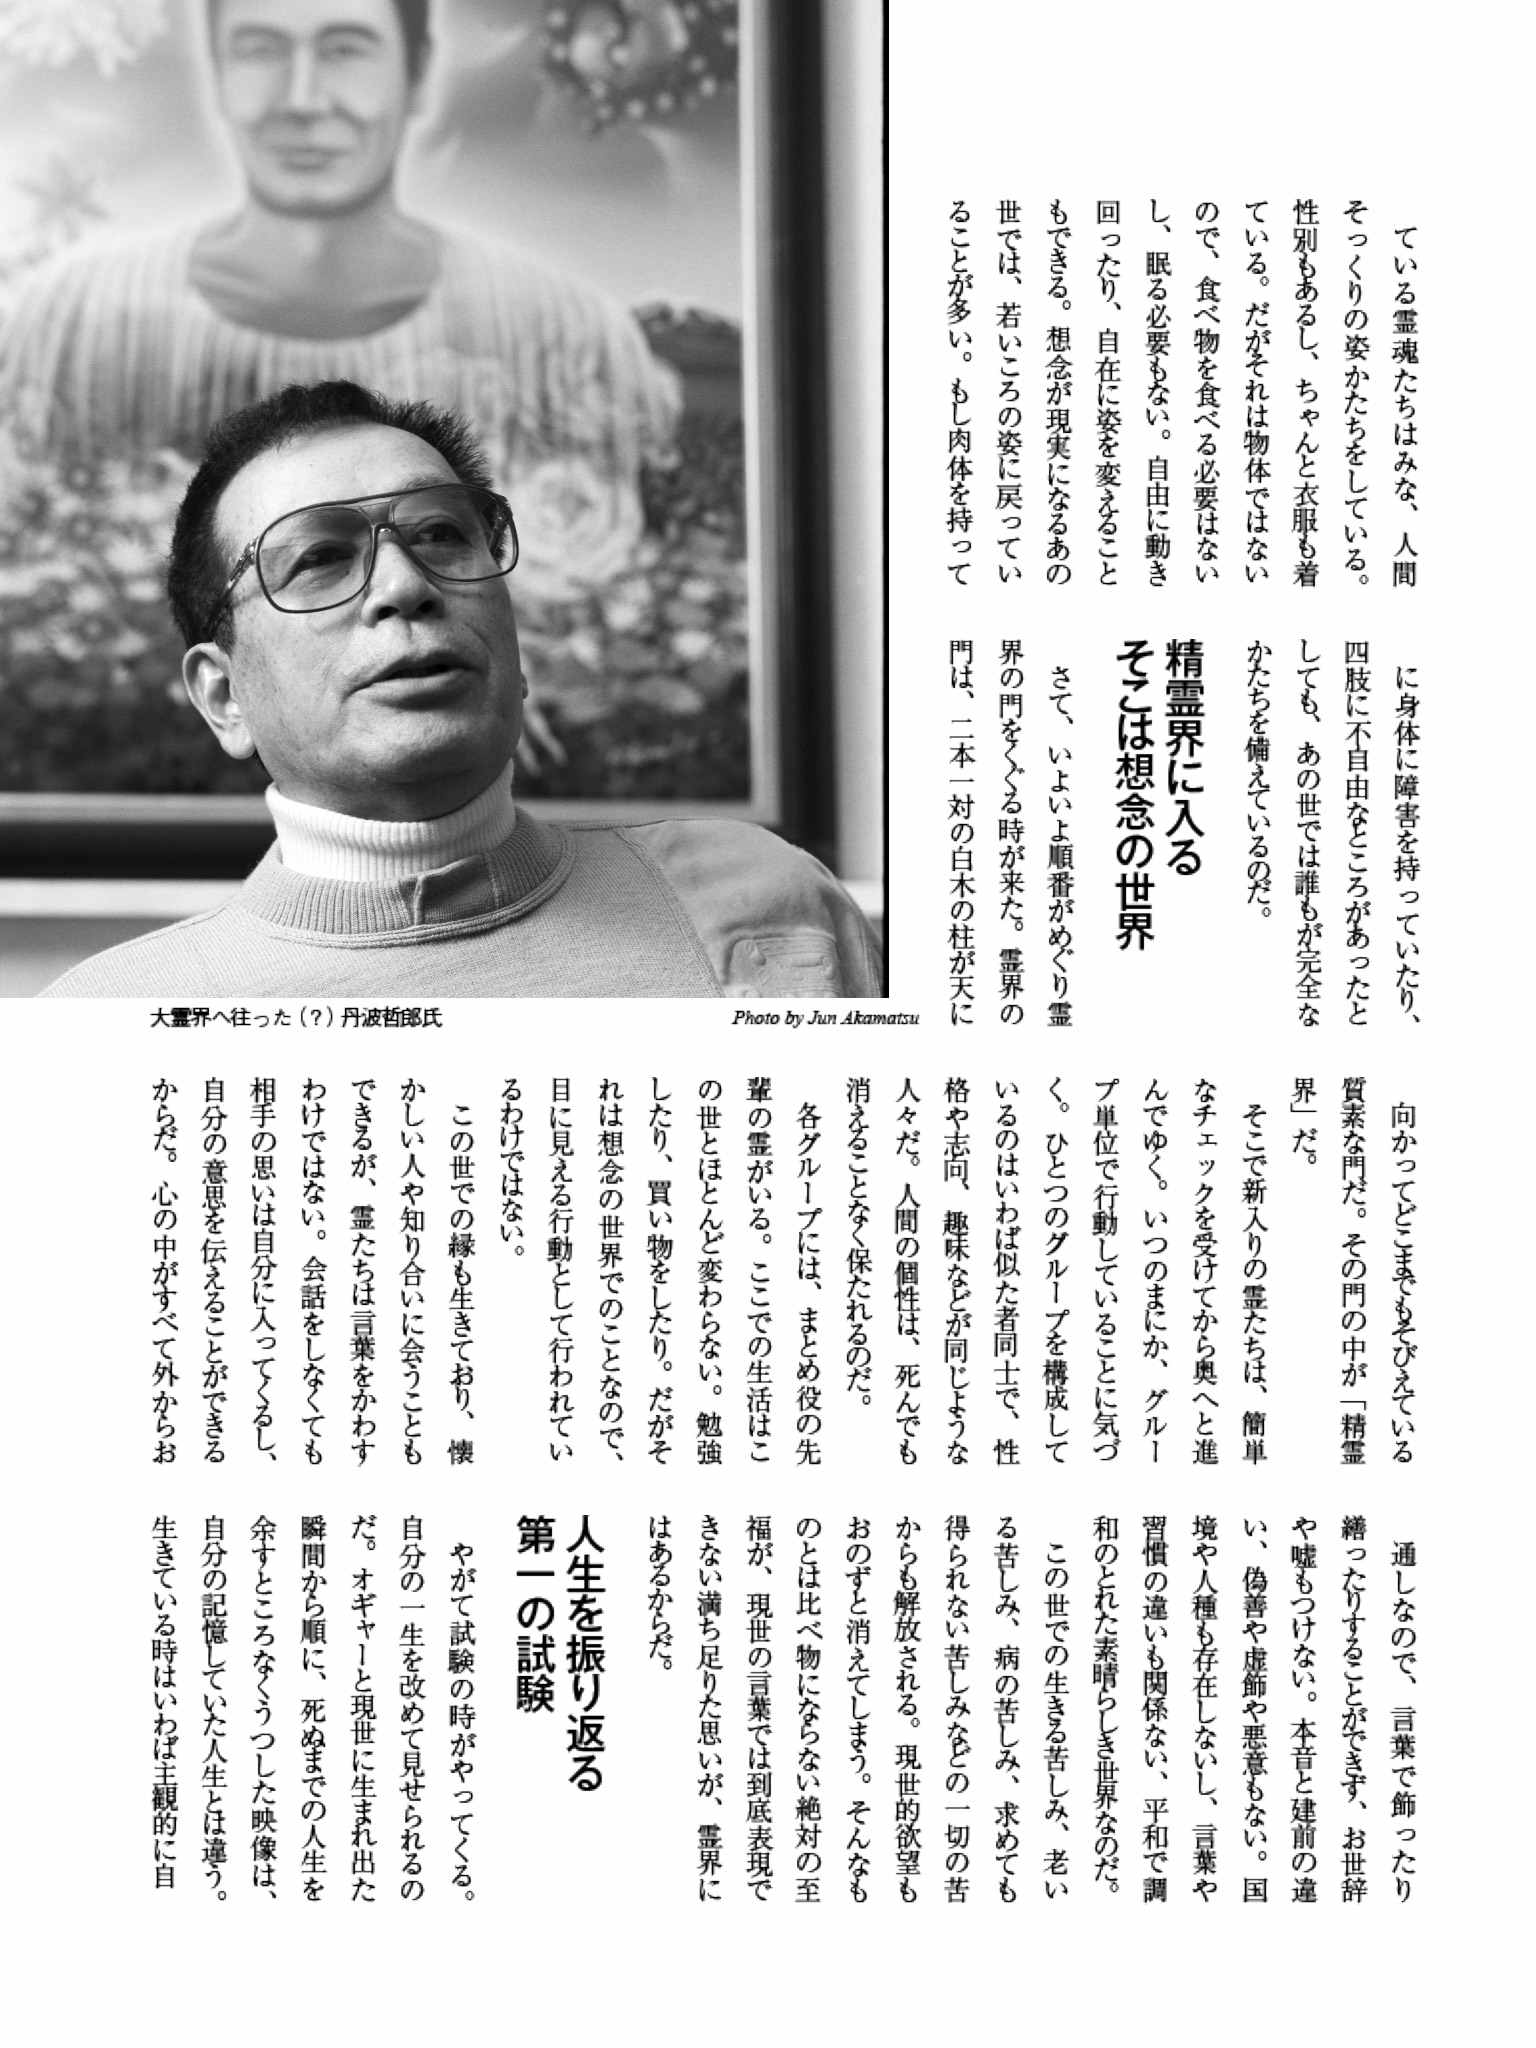 ている霊魂たちはみな、人間
そっくりの姿かたちをしている。
性別もあるし、ちゃんと衣服も着
ている。だがそれは物体ではない
ので、食べ物を食べる必要はない
し、眠る必要もない。自由に動き
回ったり、自在に姿を変えること
もできる。想念が現実になるあの
世では、若いころの姿に戻ってい
ることが多い。もし肉体を持って
に身体に障害を持っていたり、
四肢に不自由なところがあったと
しても、あの世では誰もが完全な
かたちを備えているのだ。
精霊界に入る
そこは想念の世界
さて、いよいよ順番がめぐり霊
界の門をくぐる時が来た。霊界の
門は、二本一対の白木の柱が天に
大霊界へ往った(?)丹波哲郎氏
Photo by Jun Akamatsu
向かってどこまでもそびえている
質素な門だ。その門の中が「精霊
界」だ。
そこで新入りの霊たちは、簡単
なチェックを受けてから奥へと進
んでゆく。いつのまにか、グルー
プ単位で行動していることに気づ
く。ひとつのグループを構成して
いるのはいわば似た者同士で、性
格や志向、趣味などが同じような
人々だ。人間の個性は、死んでも
消えることなく保たれるのだ。
各グループには、まとめ役の先
輩の霊がいる。ここでの生活はこ
の世とほとんど変わらない。勉強
したり、買い物をしたり。だがそ
れは想念の世界でのことなので、
目に見える行動として行われてい
るわけではない。
この世での縁も生きており、懐
かしい人や知り合いに会うことも
できるが、霊たちは言葉をかわす
わけではない。会話をしなくても
相手の思いは自分に入ってくるし、
自分の意思を伝えることができる
からだ。心の中がすべて外からお
通しなので、言葉で飾ったり
繕ったりすることができず、お世辞
や嘘もつけない。本音と建前の違
い、偽善や虚飾や悪意もない。国
境や人種も存在しないし、言葉や
習慣の違いも関係ない、平和で調
和のとれた素晴らしき世界なのだ。
この世での生きる苦しみ、老い
る苦しみ、病の苦しみ、求めても
得られない苦しみなどの一切の苦
からも解放される。現世的欲望も
おのずと消えてしまう。そんなも
のとは比べ物にならない絶対の至
福が、現世の言葉では到底表現で
きない満ち足りた思いが、霊界に
はあるからだ。
人生を振り返る
第一の試験
やがて試験の時がやってくる。
自分の一生を改めて見せられるの
だ。オギャーと現世に生まれ出た
瞬間から順に、死ぬまでの人生を
余すところなくうつした映像は、
自分の記憶していた人生とは違う。
生きている時はいわば主観的に自